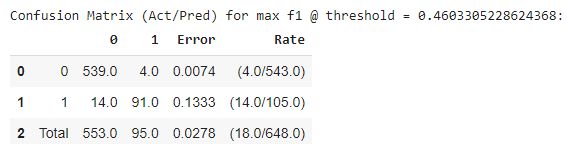 Confusion Matrix (Act/Pred) for max f1 @ threshold = 0.4603305228624368:
0 1 Error Rate
0 0 539.0 4.0 0.0074 (4.0/543.0)
1 1 14.0 91.0 0.1333 (14.0/105.0)
2 Total 553.0 95.0 0.0278 (18.0/648.0)